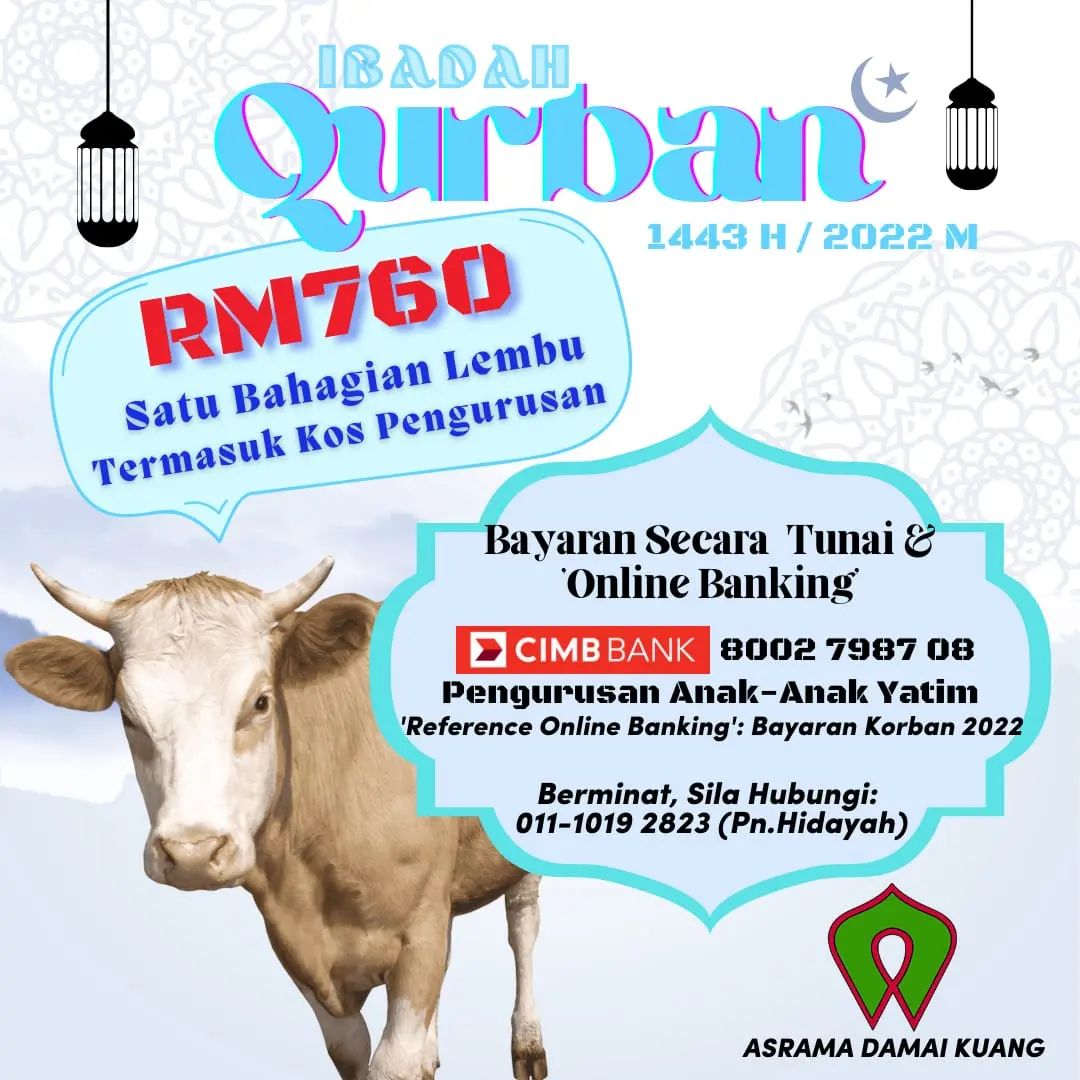 IBADAH
Qurban
1443 H / 2022 M
RM760
Satu Bahagian Lembu
Termasuk Kos Pengurusan
Bayaran Secara Tunai &
'Online Banking'
CIMB BANK 8002 7987 08
Pengurusan Anak-Anak Yatim
'Reference Online Banking': Bayaran Korban 2022
Berminat, Sila Hubungi:
011-1019 2823 (Pn.Hidayah)
ASRAMA DAMAI KUANG